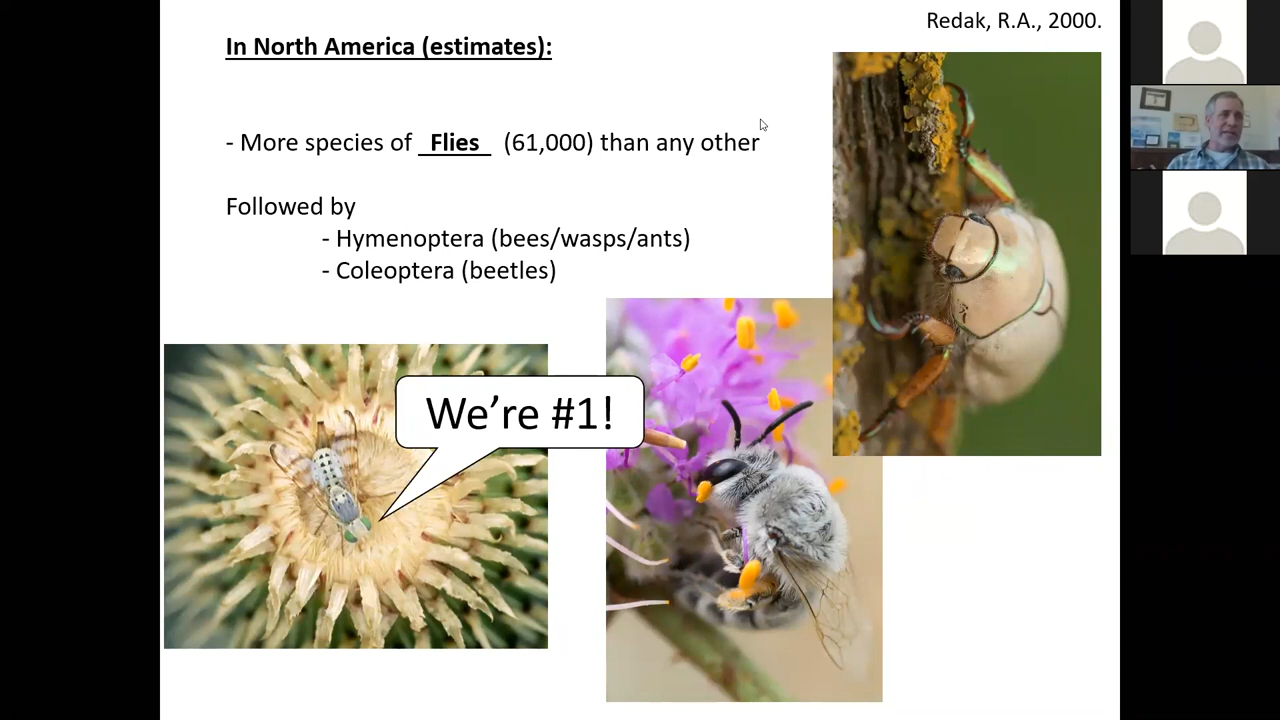 Redak, R.A., 2000.
In North America (estimates):
- More species of Flies (61,000) than any other
Followed by
- Hymenoptera (bees/wasps/ants)
- Coleoptera (beetles)
We're #1!